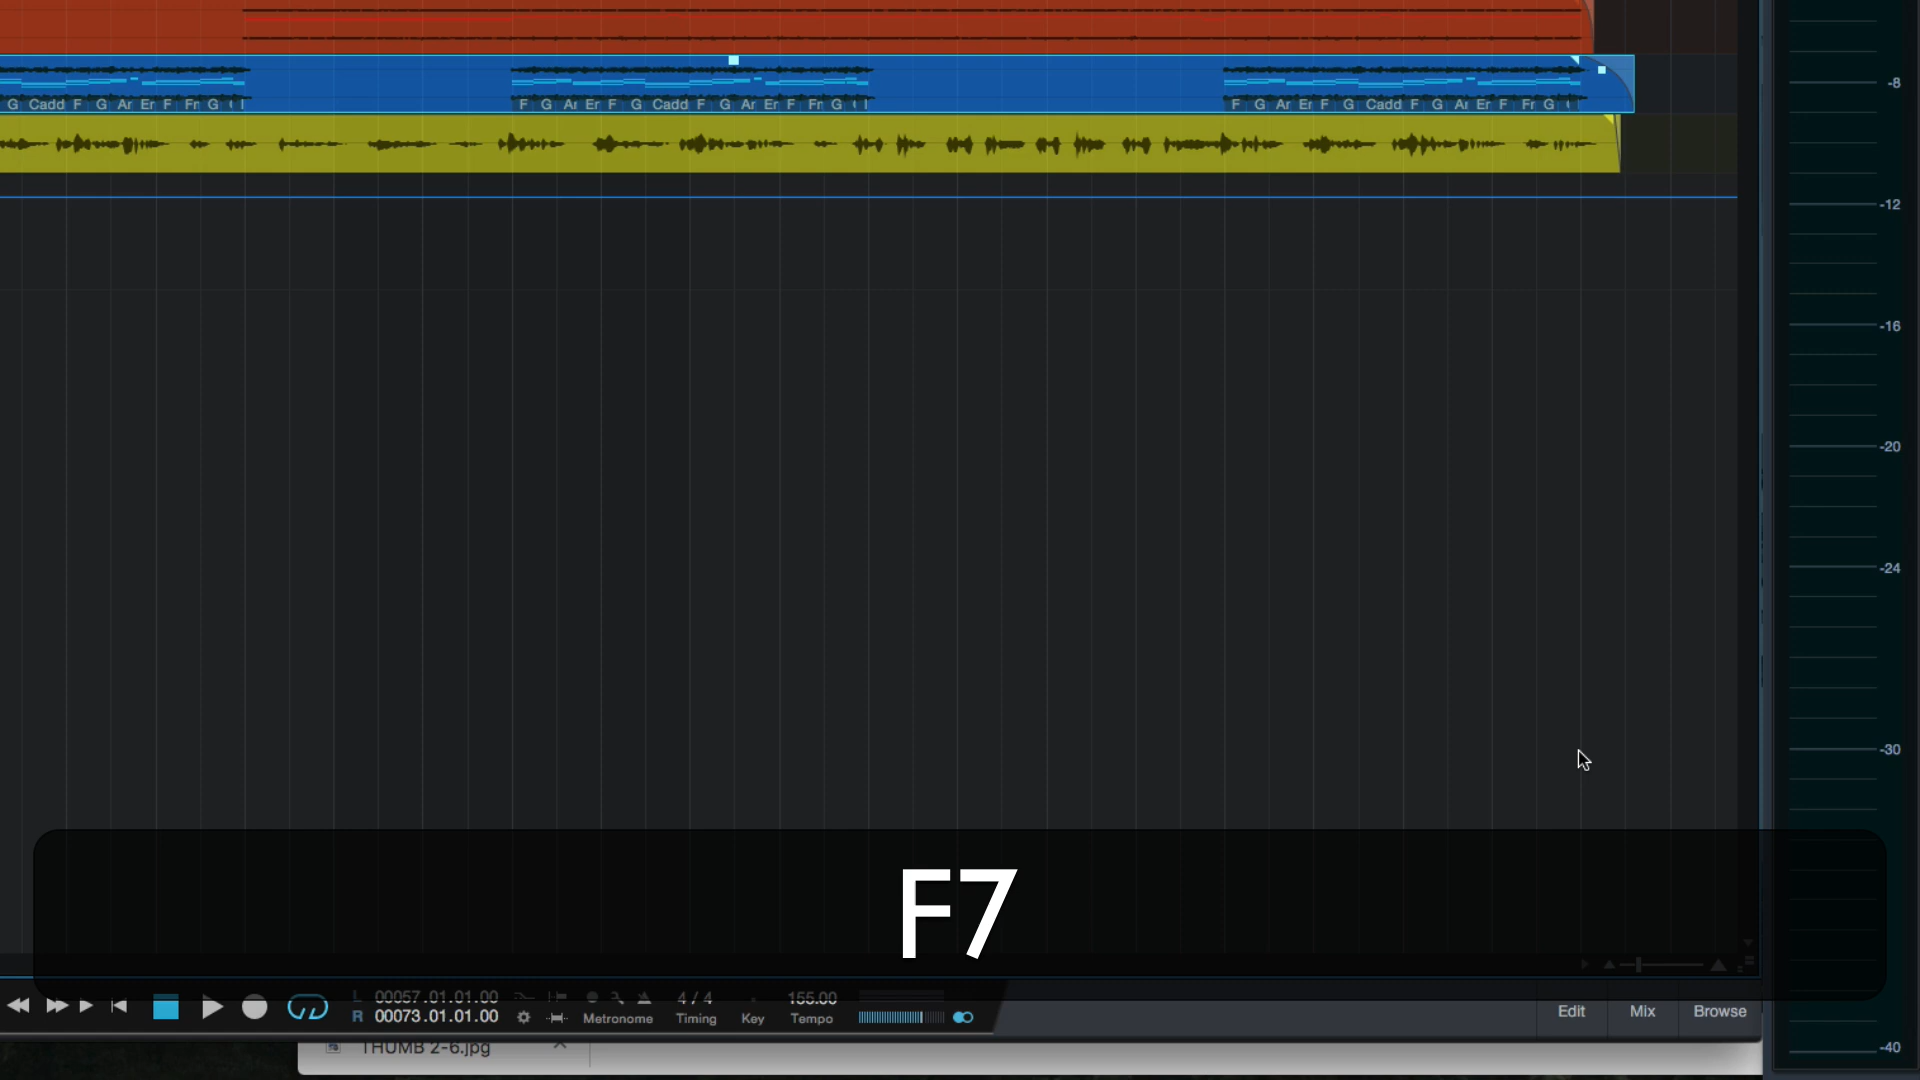 G Cadd F G Ar Er F Fr G
F G Ar Er F G Cadd F G Ar Er F Fr G
F G Ar Er F G Cadd F G Ar Er F Fr G
-8
-12
-16
-20
-24
-30
-40
F7
L 00057.01.01.00
R 00073.01.01.00
4 / 4
155.00
Metronome Timing Key Tempo
Edit Mix Browse
THUMB 2-6.jpg